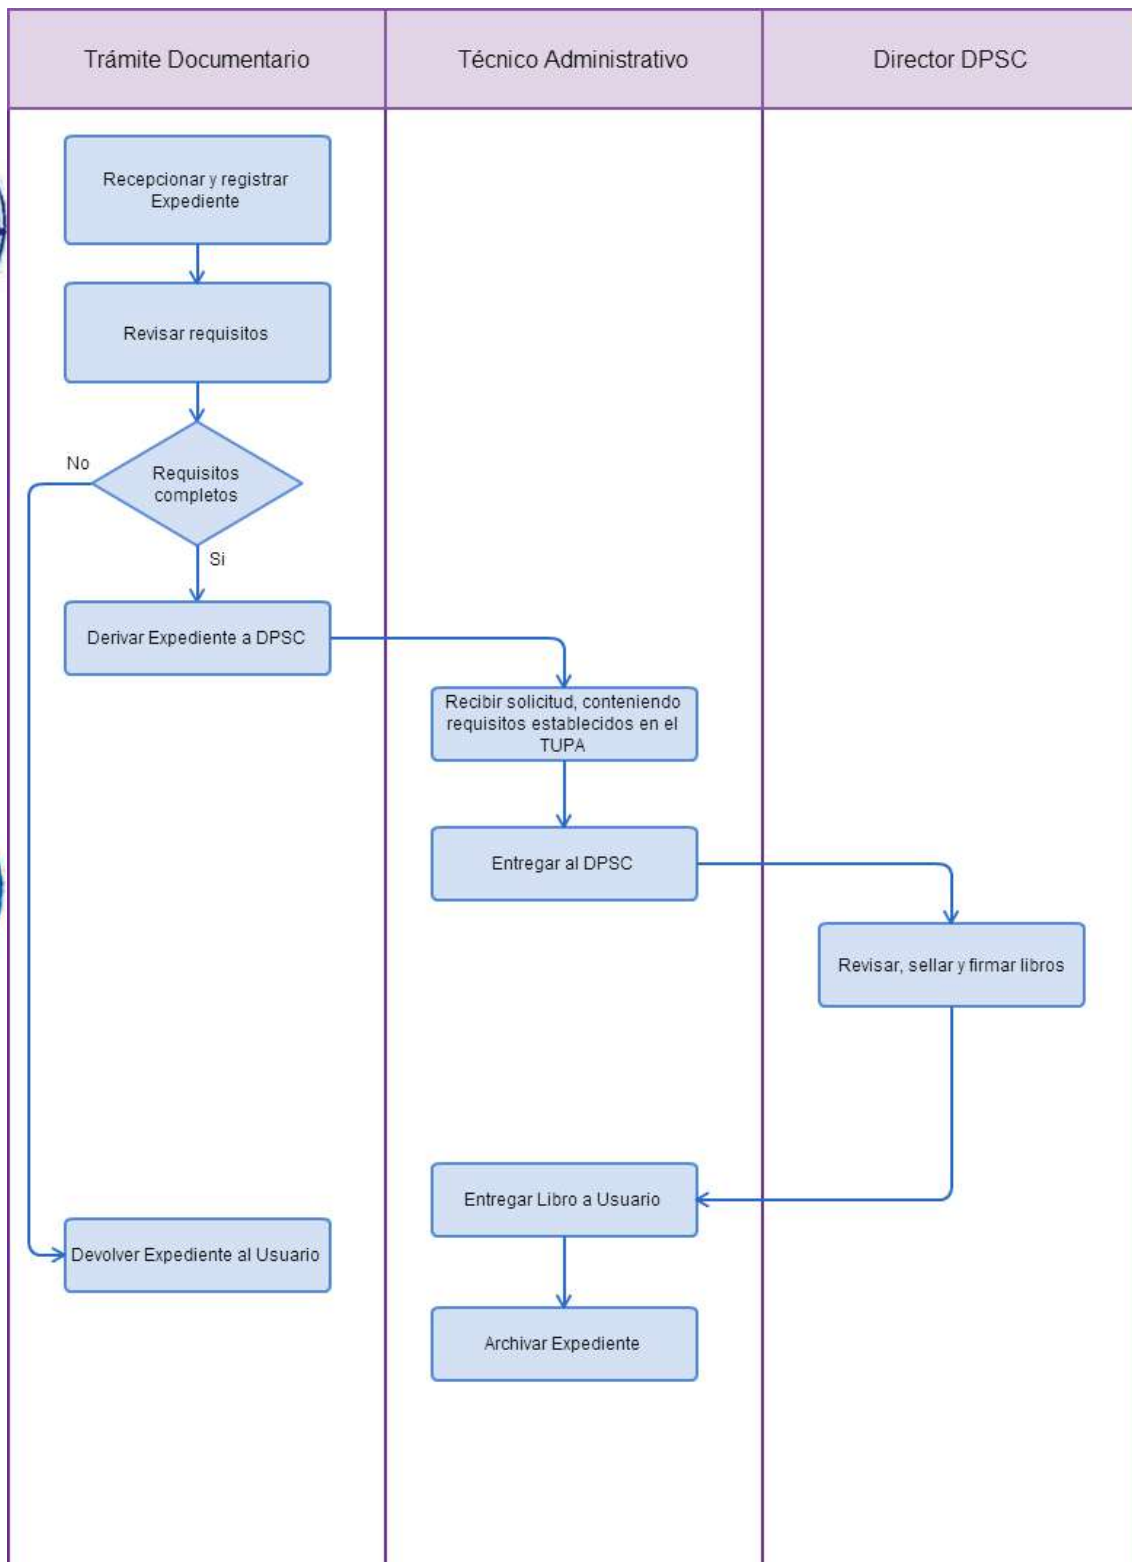 Trámite Documentario
Técnico Administrativo
Director DPSC
Recepcionar y registrar
Expediente
Revisar requisitos
No
Requisitos
completos
Si
Derivar Expediente a DPSC
Recibir solicitud, conteniendo
requisitos establecidos en el
TUPA
Entregar al DPSC
Revisar, sellar y firmar libros
Entregar Libro a Usuario
Devolver Expediente al Usuario
Archivar Expediente